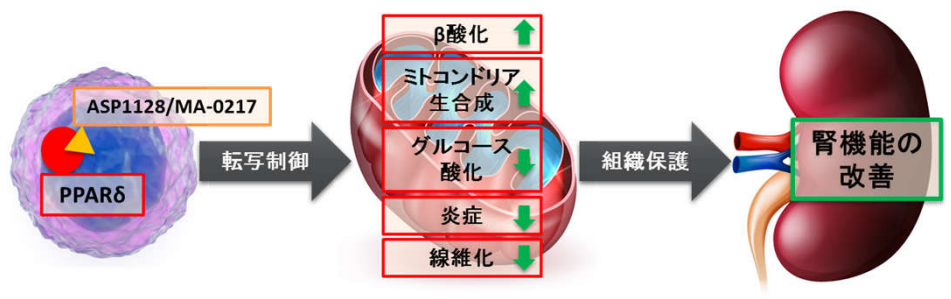 ASP1128/MA-0217
PPARδ
転写制御
β酸化
ミトコンドリア
生合成
グルコース
酸化
炎症
線維化
組織保護
腎機能の
改善